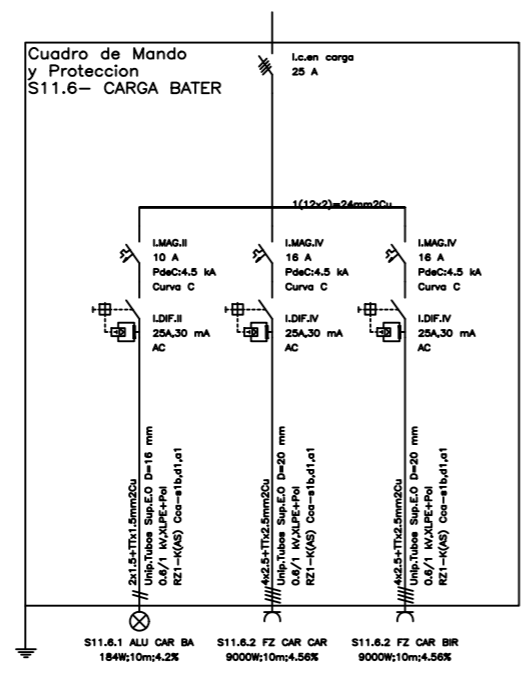 Cuadro de Mando
y Proteccion
S11.6- CARGA BATER
I.c.en carga
25 A
1(12x2)=24mm2Cu
I.MAG.II
10 A
PdeC:4.5 kA
Curva C
I.DIF.II
25A,30 mA
AC
I.MAG.IV
16 A
PdeC:4.5 kA
Curva C
I.DIF.IV
25A,30 mA
AC
I.MAG.IV
16 A
PdeC:4.5 kA
Curva C
I.DIF.IV
25A,30 mA
AC
2x1.5+TTx1.5mm2Cu
Unip.Tubos Sup.E.O D=16 mm
0.6/1 kV,XLPE+Pol
RZ1-K(AS) Cca-s1b,d1,a1
4x2.5+TTx2.5mm2Cu
Unip.Tubos Sup.E.O D=20 mm
0.6/1 kV,XLPE+Pol
RZ1-K(AS) Cca-s1b,d1,a1
4x2.5+TTx2.5mm2Cu
Unip.Tubos Sup.E.O D=20 mm
0.6/1 kV,XLPE+Pol
RZ1-K(AS) Cca-s1b,d1,a1
S11.6.1 ALU CAR BA
184W;10m;4.2%
S11.6.2 FZ CAR CAR
9000W;10m;4.56%
S11.6.2 FZ CAR BIR
9000W;10m;4.56%